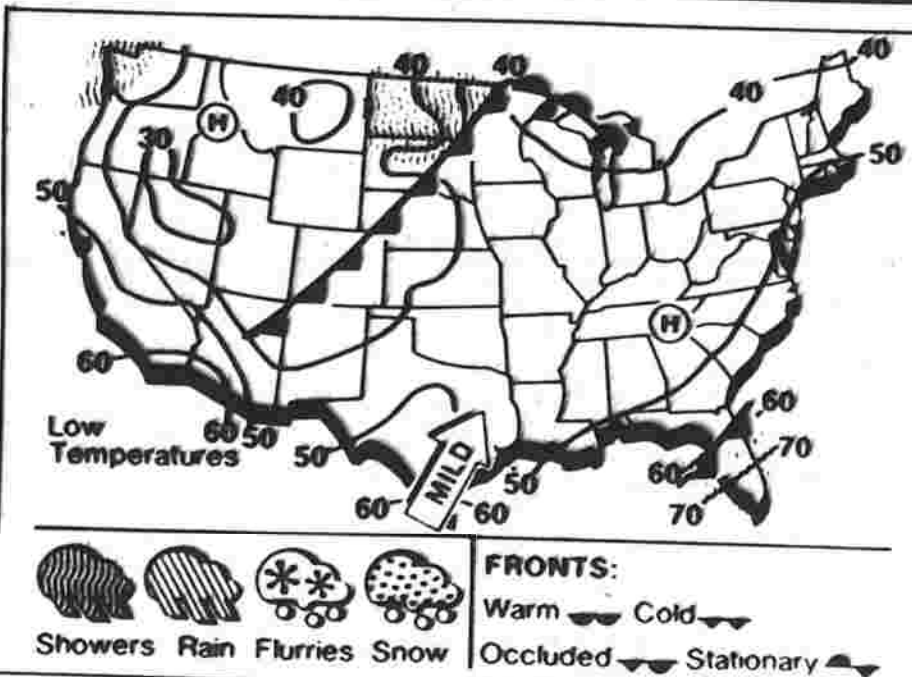 40 40 40
40 40
H
30
50
50
H
60
60
Low
Temperatures
60 50
50
MILD
50
60
70
60 60
70
Showers Rain Flurries Snow
FRONTS:
Warm Cold
Occluded Stationary